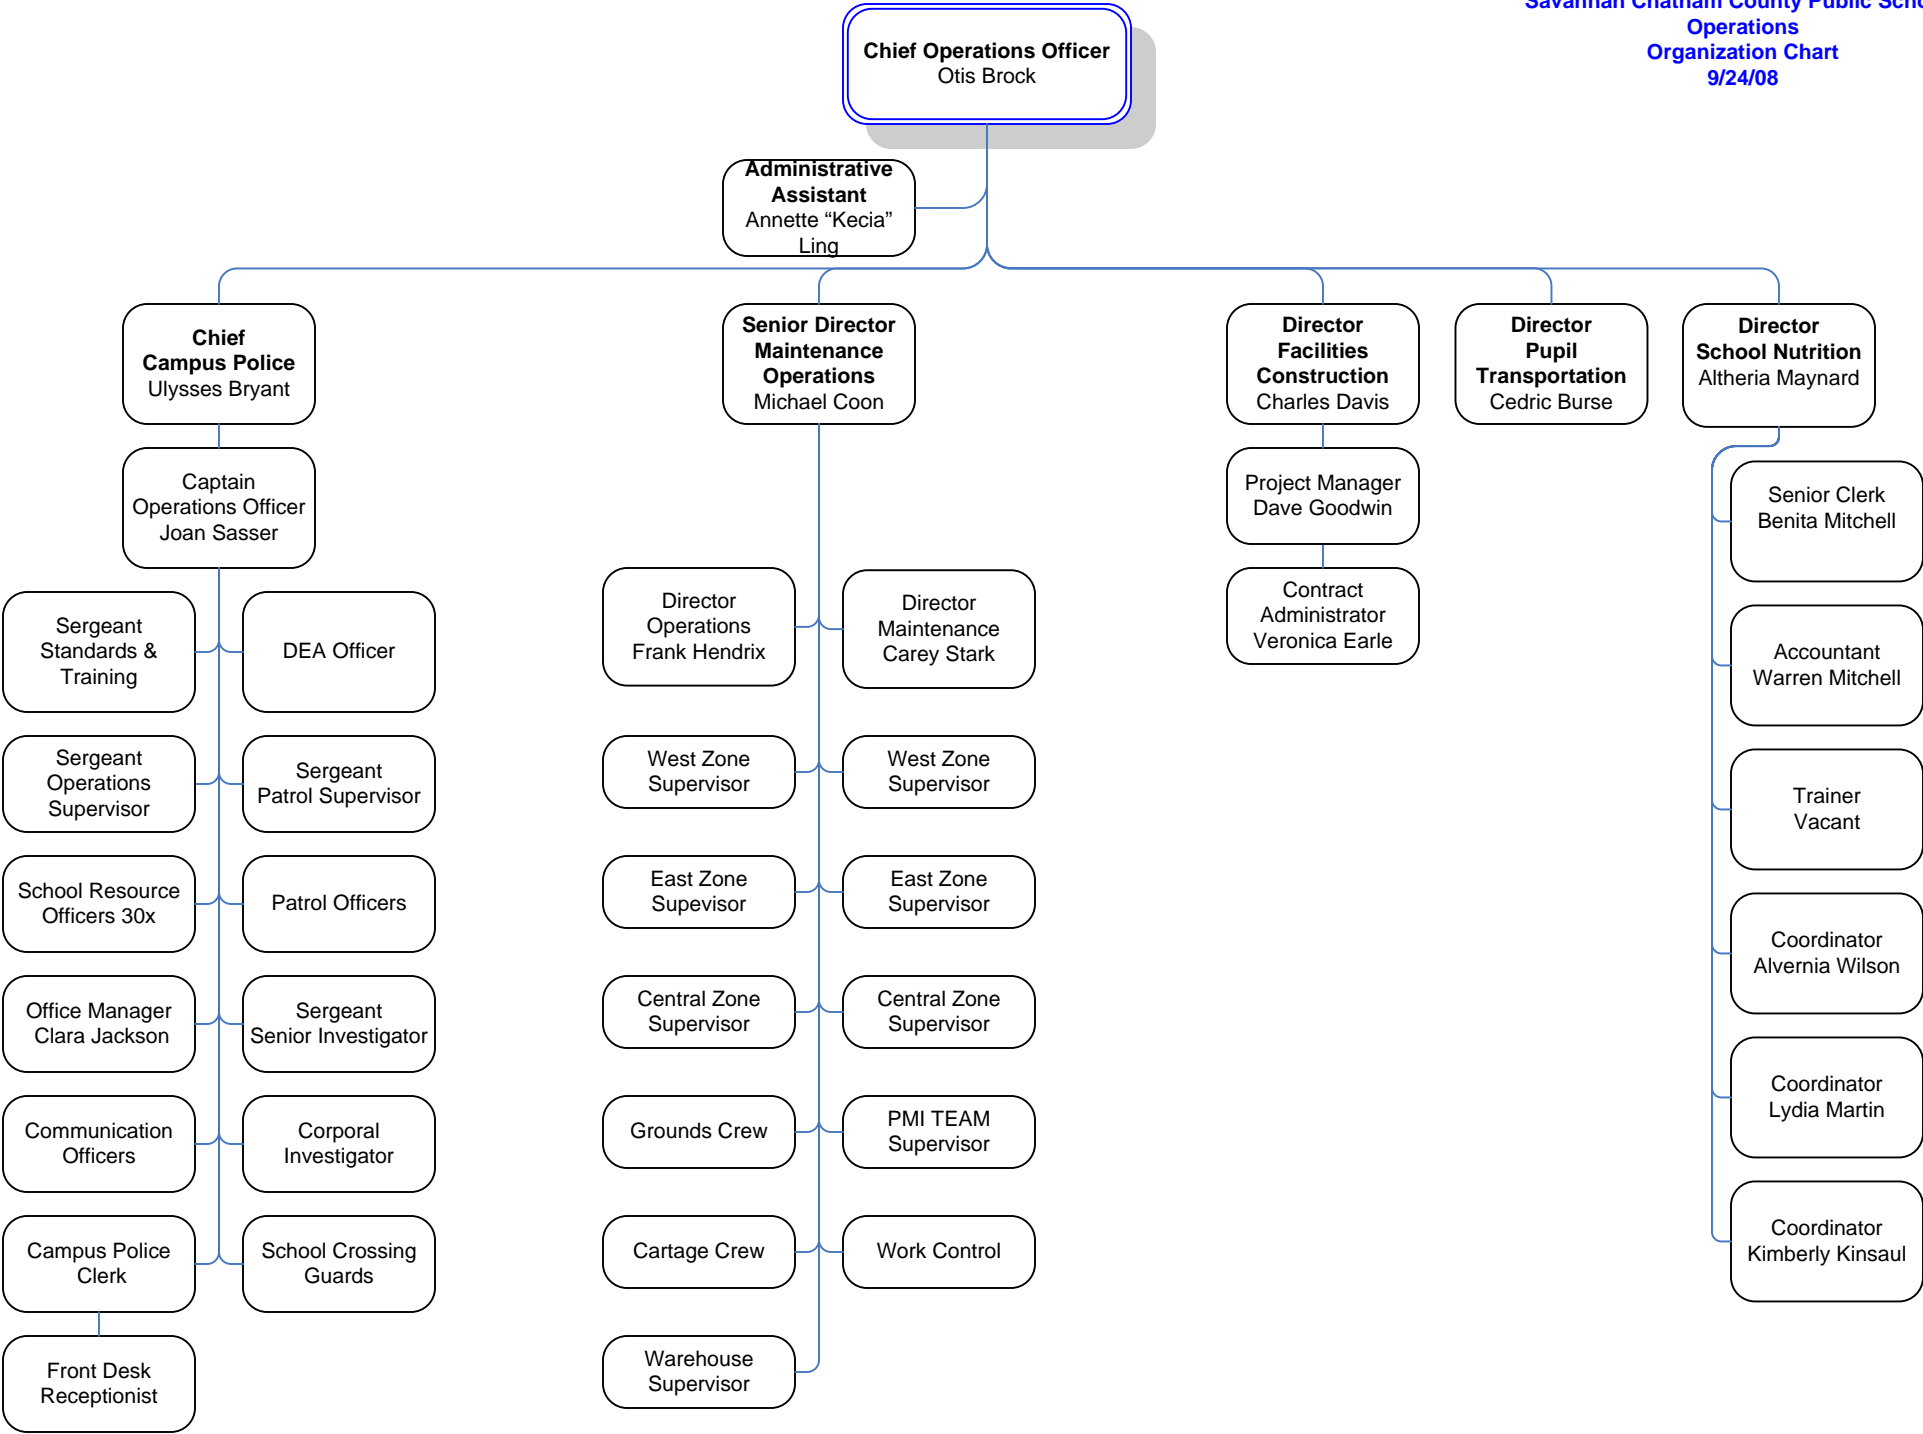 Savannah Chatham County Public
Operations
Organization Chart
9/24/08
Chief Operations Officer
Otis Brock
Administrative
Assistant
Annette “Kecia”
Ling
Chief
Campus Police
Ulysses Bryant
Senior Director
Maintenance
Operations
Michael Coon
Director
Facilities
Construction
Charles Davis
Director
Pupil
Transportation
Cedric Burse
Director
School Nutrition
Altheria Maynard
Captain
Operations Officer
Joan Sasser
Sergeant
Standards &
Training
DEA Officer
Sergeant
Operations
Supervisor
Sergeant
Patrol Supervisor
School Resource
Officers 30x
Patrol Officers
Office Manager
Clara Jackson
Sergeant
Senior Investigator
Communication
Officers
Corporal
Investigator
Campus Police
Clerk
School Crossing
Guards
Front Desk
Receptionist
Director
Operations
Frank Hendrix
Director
Maintenance
Carey Stark
West Zone
Supervisor
West Zone
Supervisor
East Zone
Supevisor
East Zone
Supervisor
Central Zone
Supervisor
Central Zone
Supervisor
Grounds Crew
PMI TEAM
Supervisor
Cartage Crew
Work Control
Warehouse
Supervisor
Project Manager
Dave Goodwin
Contract
Administrator
Veronica Earle
Senior Clerk
Benita Mitchell
Accountant
Warren Mitchell
Trainer
Vacant
Coordinator
Alvernia Wilson
Coordinator
Lydia Martin
Coordinator
Kimberly Kinsaul